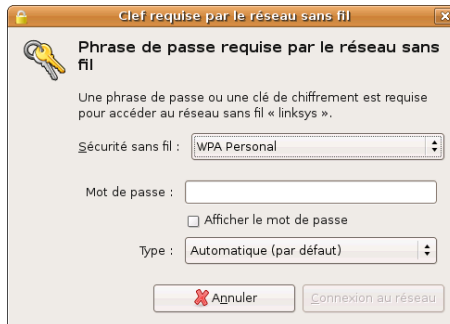 Clef requise par le réseau sans fil
Phrase de passe requise par le réseau sans
fil
Une phrase de passe ou une clé de chiffrement est requise
pour accéder au réseau sans fil « linksys ».
Sécurité sans fil : WPA Personal
Mot de passe :
Afficher le mot de passe
Type : Automatique (par défaut)
Annuler Connexion au réseau